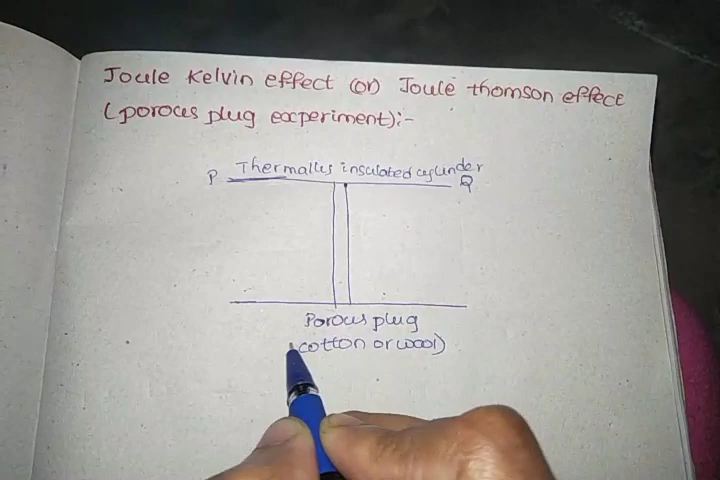 Joule Kelvin effect (or) Joule thomson effect
(porous plug experiment):-
Thermally insulated cylinder
P
Q
Porous plug
(cotton or wool)